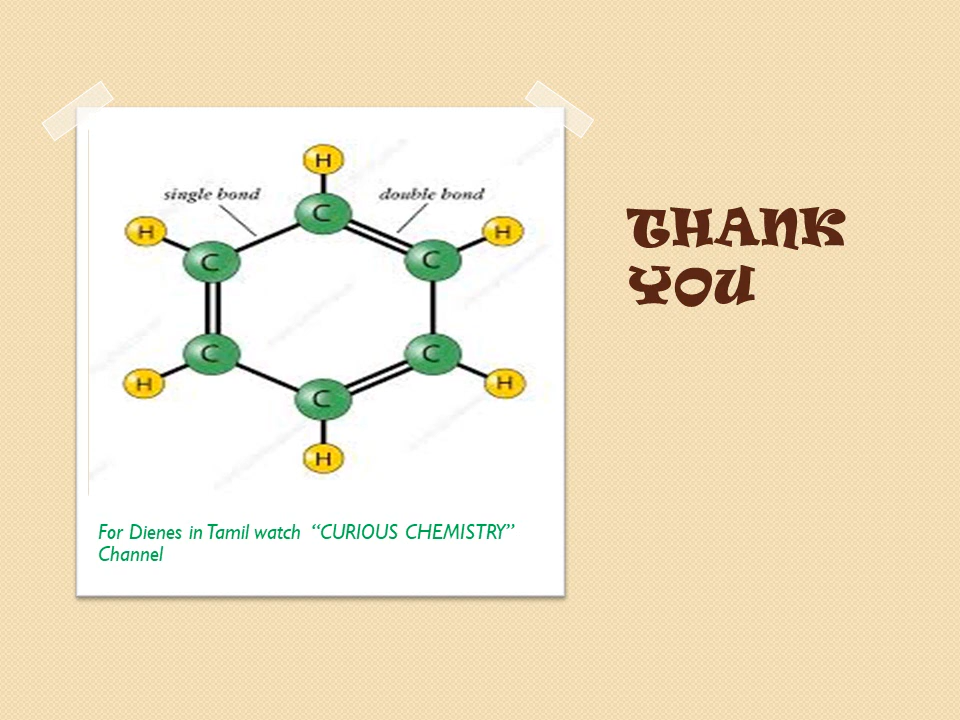 H
single bond
double bond
C
H
H
C
C
C
C
H
H
C
H
THANK
YOU
For Dienes in Tamil watch “CURIOUS CHEMISTRY”
Channel